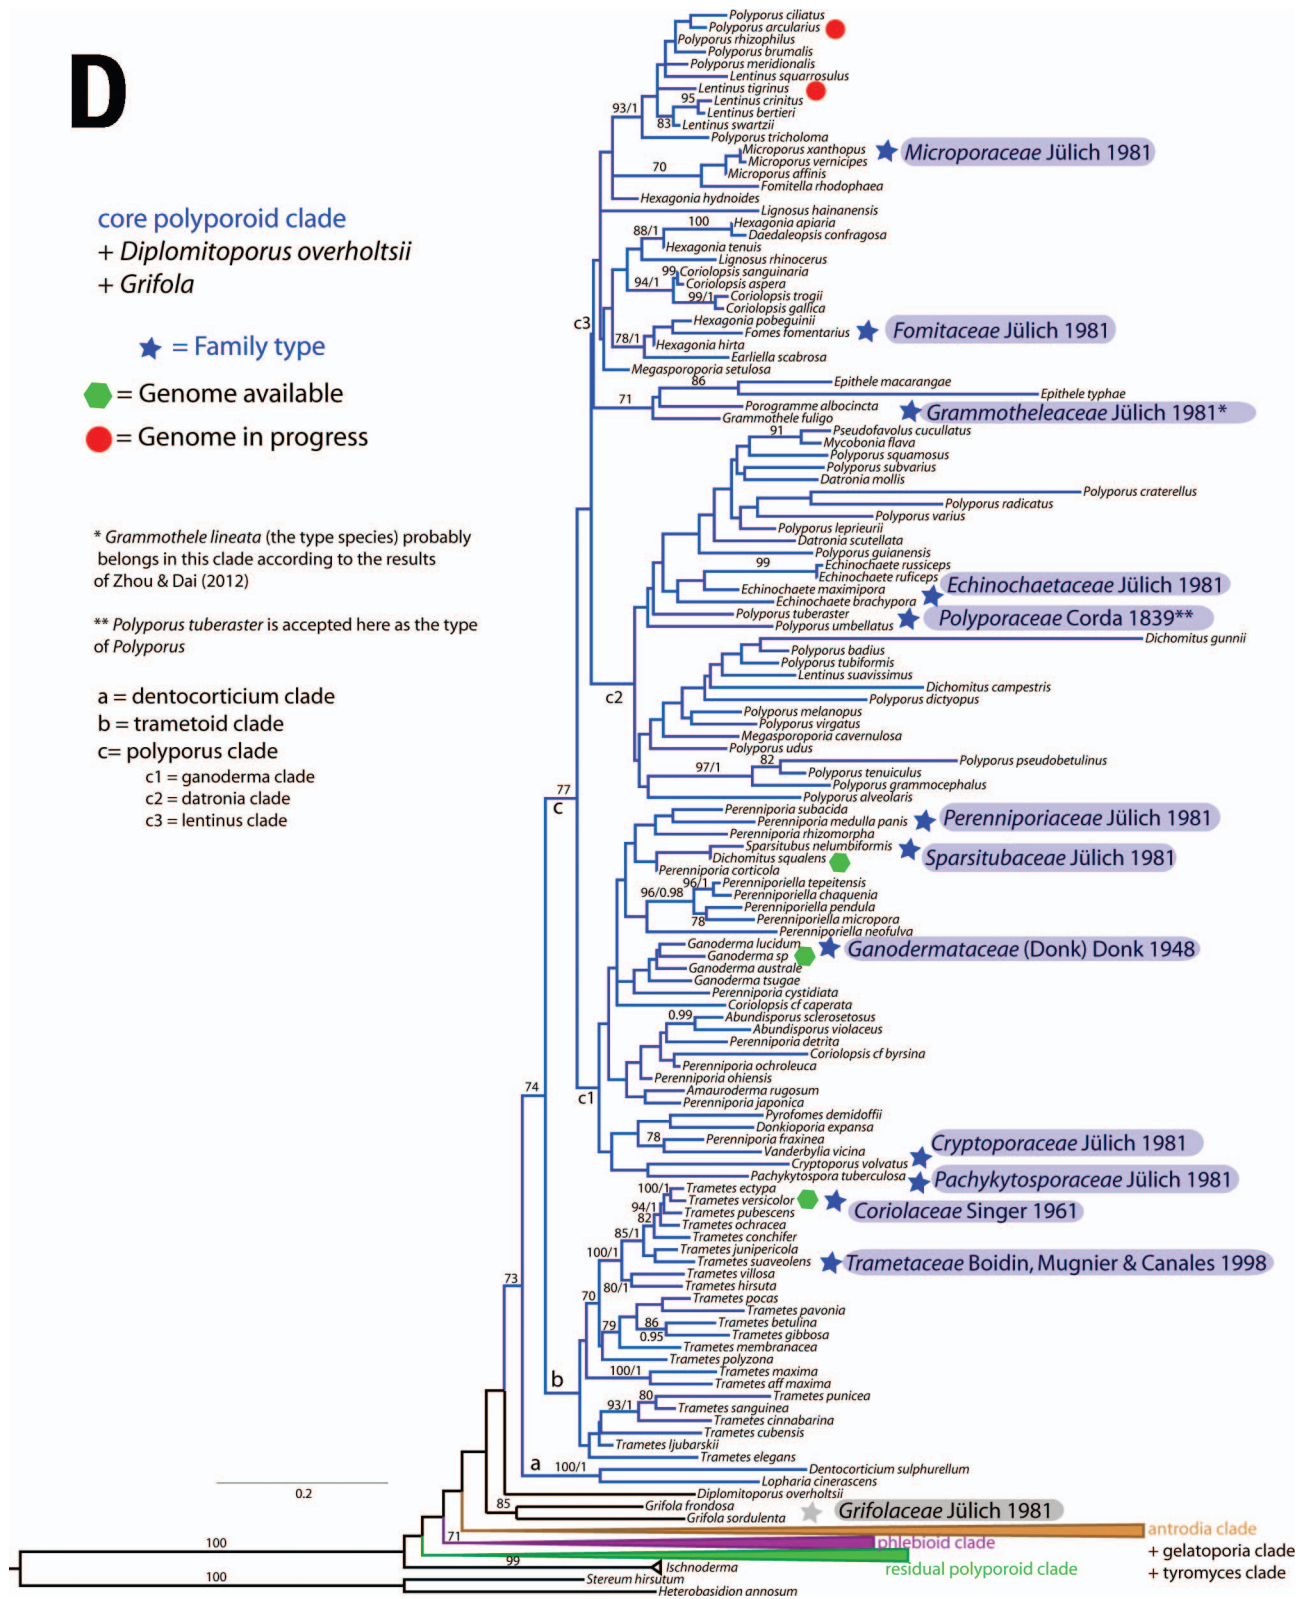 D
core polyporoid clade
+ Diplomitoporus overholtsii
+ Grifola
= Family type
= Genome available
= Genome in progress
* Grammothele lineata (the type species) probably
belongs in this clade according to the results
of Zhou & Dai (2012)
** Polyporus tuberaster is accepted here as the type
of Polyporus
a = dentocorticium clade
b = trametoid clade
c= polyporus clade
c1 = ganoderma clade
c2 = datronia clade
c3 = lentinus clade
Polyporus ciliatus
Polyporus arcularius
Polyporus rhizophilus
Polyporus brumalis
Polyporus meridionalis
Lentinus squarrosulus
Lentinus tigrinus
95 Lentinus crinitus
93/1
Lentinus bertieri
83 Lentinus swartzii
Polyporus tricholoma
Microporus xanthopus
Microporaceae Jülich 1981
Microporus vernicipes
70
Microporus affinis
Fomitella rhodophaea
Hexagonia hydnoides
Lignosus hainanensis
100 Hexagonia apiaria
88/1 Daedaleopsis confragosa
Hexagonia tenuis
Lignosus rhinocerus
99 Coriolopsis sanguinaria
94/1 Coriolopsis aspera
99/1 Coriolopsis trogii
Coriolopsis gallica
c3
Hexagonia pobeguinii
Fomes fomentarius
Fomitaceae Jülich 1981
78/1
Hexagonia hirta
Earliella scabrosa
Megasporoporia setulosa
86 Epithele macarangae
Epithele typhae
71
Porogramme albocincta
Grammotheleaceae Jülich 1981*
Grammothele fuligo
91 Pseudofavolus cucullatus
Mycobonia flava
Polyporus squamosus
Polyporus subvarius
Datronia mollis
Polyporus craterellus
Polyporus radicatus
Polyporus varius
Polyporus leprieurii
Datronia scutellata
Polyporus guianensis
99 Echinochaete russiceps
Echinochaete ruficeps
Echinochaetaceae Jülich 1981
Echinochaete maximipora
Echinochaete brachypora
Polyporus tuberaster
Polyporaceae Corda 1839**
Polyporus umbellatus
Dichomitus gunnii
Polyporus badius
Polyporus tubiformis
Lentinus suavissimus
Dichomitus campestris
c2
Polyporus dictyopus
Polyporus melanopus
Polyporus virgatus
Megasporoporia cavernulosa
Polyporus udus
82 Polyporus pseudobetulinus
97/1
Polyporus tenuiculus
Polyporus grammocephalus
77
Polyporus alveolaris
c
Perenniporia subacida
Perenniporia medulla panis
Perenniporiaceae Jülich 1981
Perenniporia rhizomorpha
Sparsitubus nelumbiformis
Dichomitus squalens
Sparsitubaceae Jülich 1981
Perenniporia corticola
96/1 Perenniporiella tepeitensis
96/0.98 Perenniporiella chaquenia
Perenniporiella pendula
78 Perenniporiella micropora
Perenniporiella neofulva
Ganoderma lucidum
Ganodermataceae (Donk) Donk 1948
Ganoderma sp
Ganoderma australe
Ganoderma tsugae
Perenniporia cystidiata
Coriolopsis cf caperata
0.99 Abundisporus sclerosetosus
Abundisporus violaceus
Perenniporia detrita
Coriolopsis cf byrsina
Perenniporia ochroleuca
Perenniporia ohiensis
74
Amauroderma rugosum
c1
Perenniporia japonica
Pyrofomes demidoffii
Donkioporia expansa
78 Perenniporia fraxinea
Cryptoporaceae Jülich 1981
Vanderbylia vicina
Cryptoporus volvatus
Pachykytospora tuberculosa
Pachykytosporaceae Jülich 1981
100/1 Trametes ectypa
Trametes versicolor
94/1 Trametes pubescens
Coriolaceae Singer 1961
82 Trametes ochracea
85/1 Trametes conchifer
100/1 Trametes junipericola
Trametes suaveolens
Trametaceae Boidin, Mugnier & Canales 1998
73
Trametes villosa
80/1 Trametes hirsuta
70 Trametes pocas
Trametes pavonia
79 86 Trametes betulina
0.95 Trametes gibbosa
Trametes membranacea
Trametes polyzona
100/1 Trametes maxima
b
Trametes aff maxima
80 Trametes punicea
93/1 Trametes sanguinea
Trametes cinnabarina
Trametes cubensis
Trametes ljubarskii
Trametes elegans
a 100/1 Dentocorticium sulphurellum
Lopharia cinerascens
0.2
Diplomitoporus overholtsii
85 Grifola frondosa
Grifolaceae Jülich 1981
Grifola sordulenta
antrodia clade
71
phlebioid clade
100
+ gelatoporia clade
99
Ischnoderma
residual polyporoid clade
+ tyromyces clade
100
Stereum hirsutum
Heterobasidion annosum